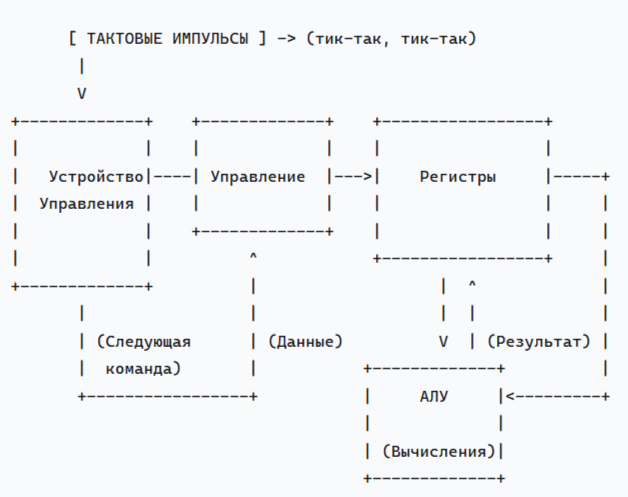 [ ТАКТОВЫЕ ИМПУЛЬСЫ ] -> (тик-так, тик-так)
Устройство Управление Регистры
Управления
(Следующая (Данные) (Результат)
команда)
АЛУ
(Вычисления)